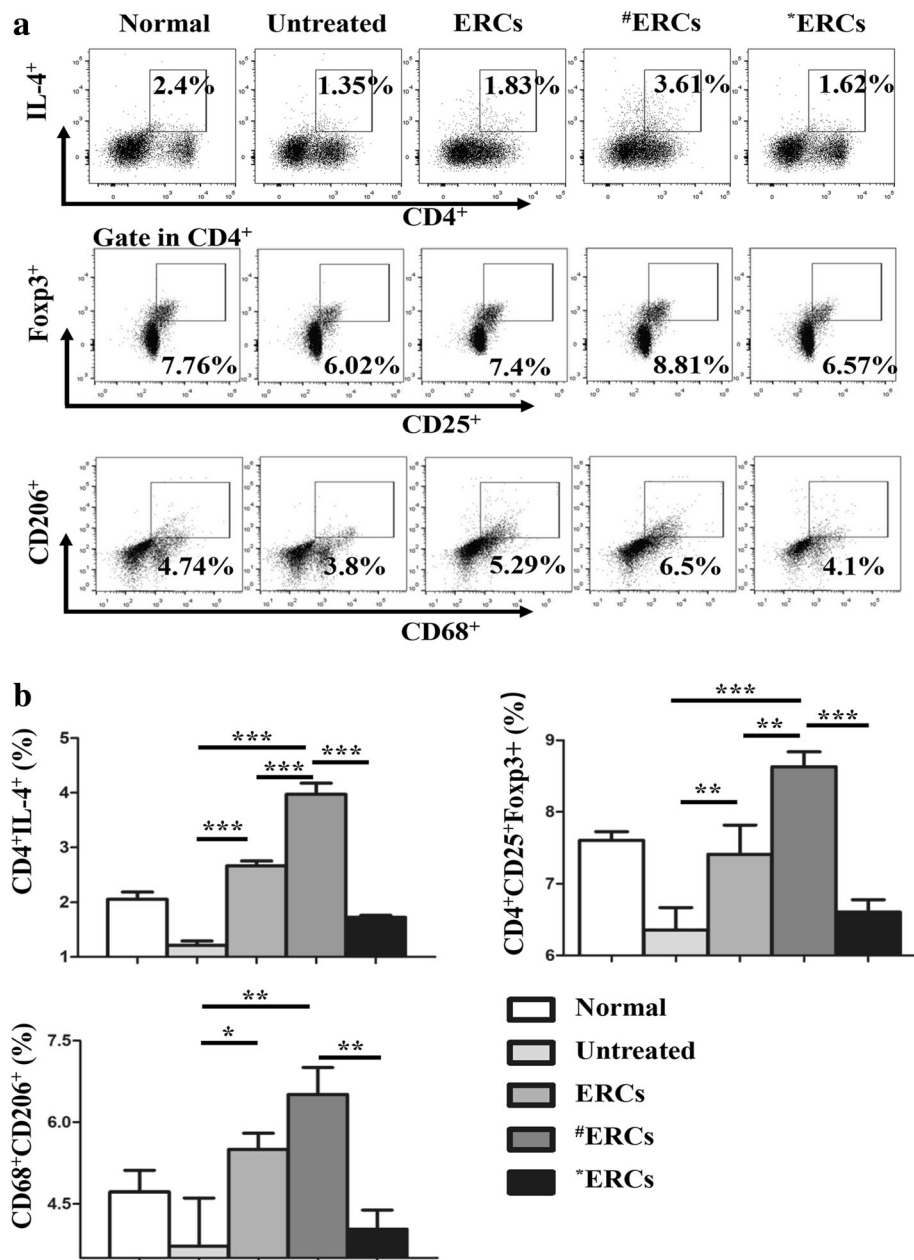 a
Normal Untreated ERCs #ERCs *ERCs
IL-4⁺
2.4% 1.35% 1.83% 3.61% 1.62%
CD4⁺
Gate in CD4⁺
Foxp3⁺
7.76% 6.02% 7.4% 8.81% 6.57%
CD25⁺
CD206⁺
4.74% 3.8% 5.29% 6.5% 4.1%
CD68⁺
b
CD4⁺IL-4⁺ (%)
5
4
3
2
1
***
***
***
***
CD4⁺CD25⁺Foxp3+ (%)
9
8
7
6
***
**
***
**
CD68⁺CD206⁺ (%)
7.5
6.0
4.5
**
*
**
Normal
Untreated
ERCs
#ERCs
*ERCs